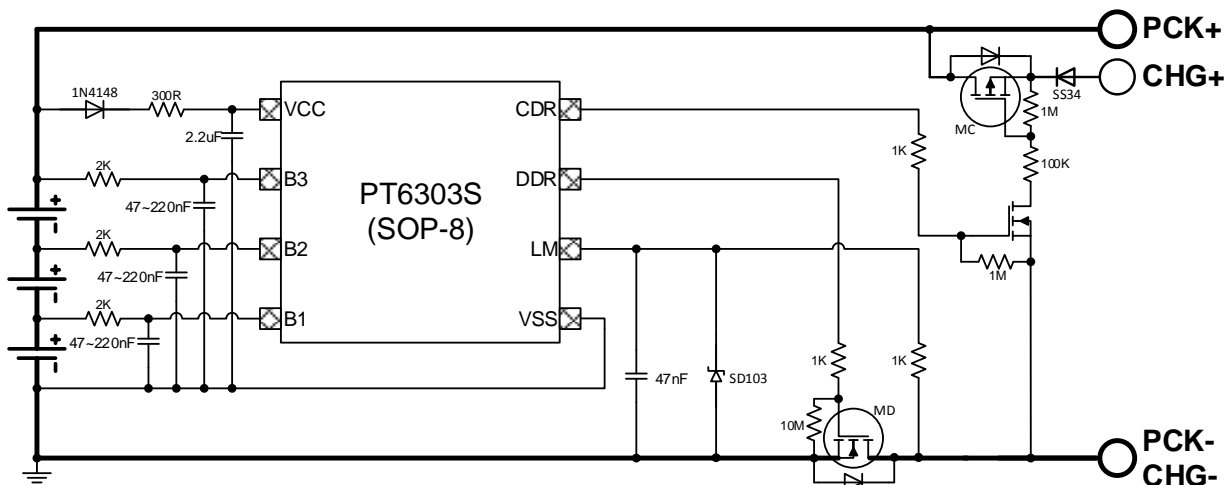 PCK+
1N4148
300R
VCC
CDR
CHG+
SS34
2.2uF
1M
MC
1K
2K
B3
DDR
100K
47~220nF
PT6303S
(SOP-8)
2K
B2
LM
47~220nF
1M
2K
B1
VSS
47~220nF
1K
1K
47nF
SD103
MD
10M
PCK-
CHG-